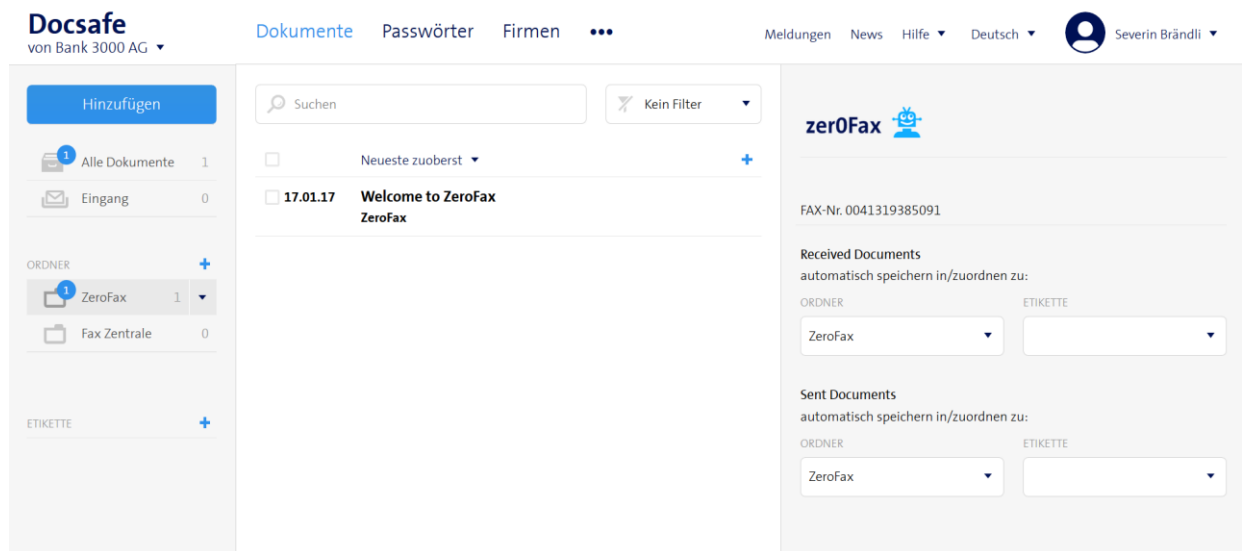 Docsafe
von Bank 3000 AG
Dokumente Passwörter Firmen •••
Meldungen News Hilfe Deutsch Severin Brändli
Hinzufügen
1 Alle Dokumente 1
Eingang 0
ORDNER +
1 ZeroFax 1
Fax Zentrale 0
ETIKETTE +
Suchen Kein Filter
Neueste zuoberst +
17.01.17 Welcome to ZeroFax
ZeroFax
zer0Fax
FAX-Nr. 0041319385091
Received Documents
automatisch speichern in/zuordnen zu:
ORDNER ETIKETTE
ZeroFax
Sent Documents
automatisch speichern in/zuordnen zu:
ORDNER ETIKETTE
ZeroFax